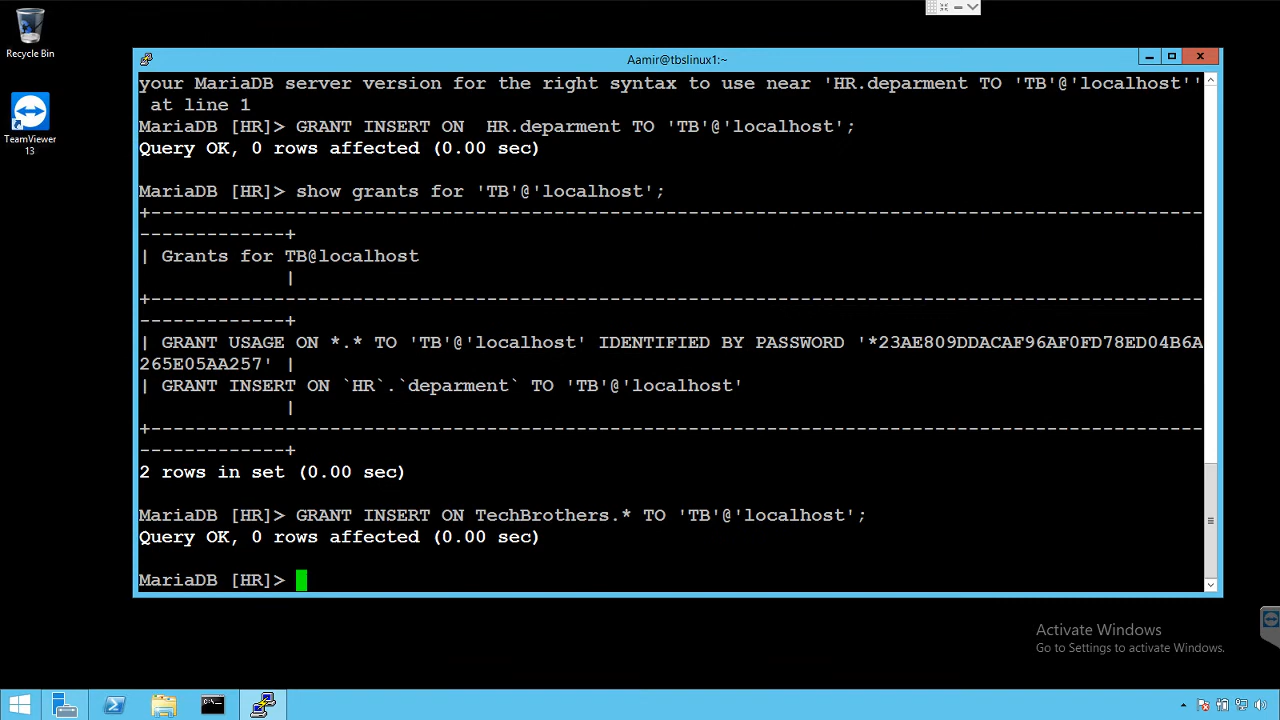 Recycle Bin
TeamViewer
13
Aamir@tbslinux1:~
your MariaDB server version for the right syntax to use near 'HR.deparment TO 'TB'@'localhost''
 at line 1
MariaDB [HR]> GRANT INSERT ON  HR.deparment TO 'TB'@'localhost';
Query OK, 0 rows affected (0.00 sec)
MariaDB [HR]> show grants for 'TB'@'localhost';
+-----------------------------------------------------------------------------------------------
-------------+
| Grants for TB@localhost
             |
+-----------------------------------------------------------------------------------------------
-------------+
| GRANT USAGE ON *.* TO 'TB'@'localhost' IDENTIFIED BY PASSWORD '*23AE809DDACAF96AF0FD78ED04B6A
265E05AA257' |
| GRANT INSERT ON `HR`.`deparment` TO 'TB'@'localhost'
             |
+-----------------------------------------------------------------------------------------------
-------------+
2 rows in set (0.00 sec)
MariaDB [HR]> GRANT INSERT ON TechBrothers.* TO 'TB'@'localhost';
Query OK, 0 rows affected (0.00 sec)
MariaDB [HR]>
Activate Windows
Go to Settings to activate Windows.